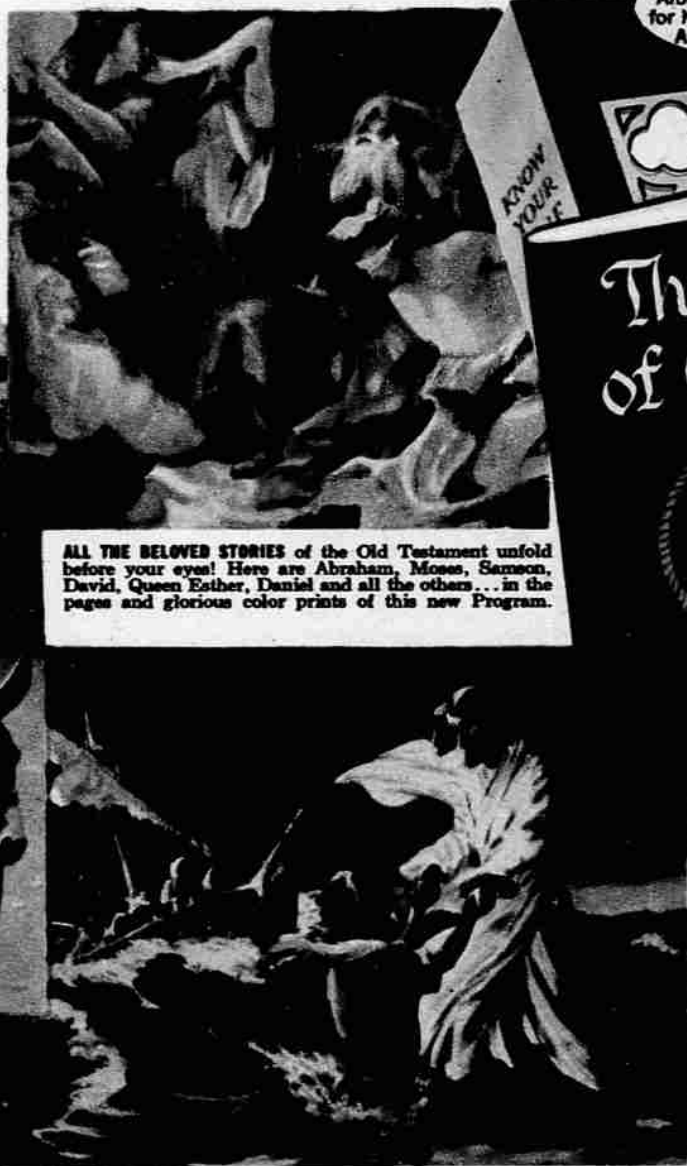 for
KNOW
YOUR
Th
of
ALL THE BELOVED STORIES of the Old Testament unfold
before your eyes! Here are Abraham, Moses, Samson,
David, Queen Esther, Daniel and all the others...in the
pages and glorious color prints of this new Program.